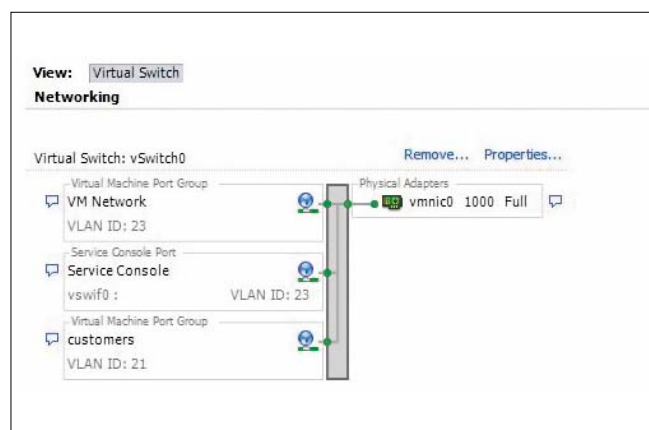 View: Virtual Switch
Networking
Virtual Switch: vSwitch0 Remove... Properties...
Virtual Machine Port Group
VM Network
VLAN ID: 23
Service Console Port
Service Console
vswif0 : VLAN ID: 23
Virtual Machine Port Group
customers
VLAN ID: 21
Physical Adapters
vmnic0 1000 Full